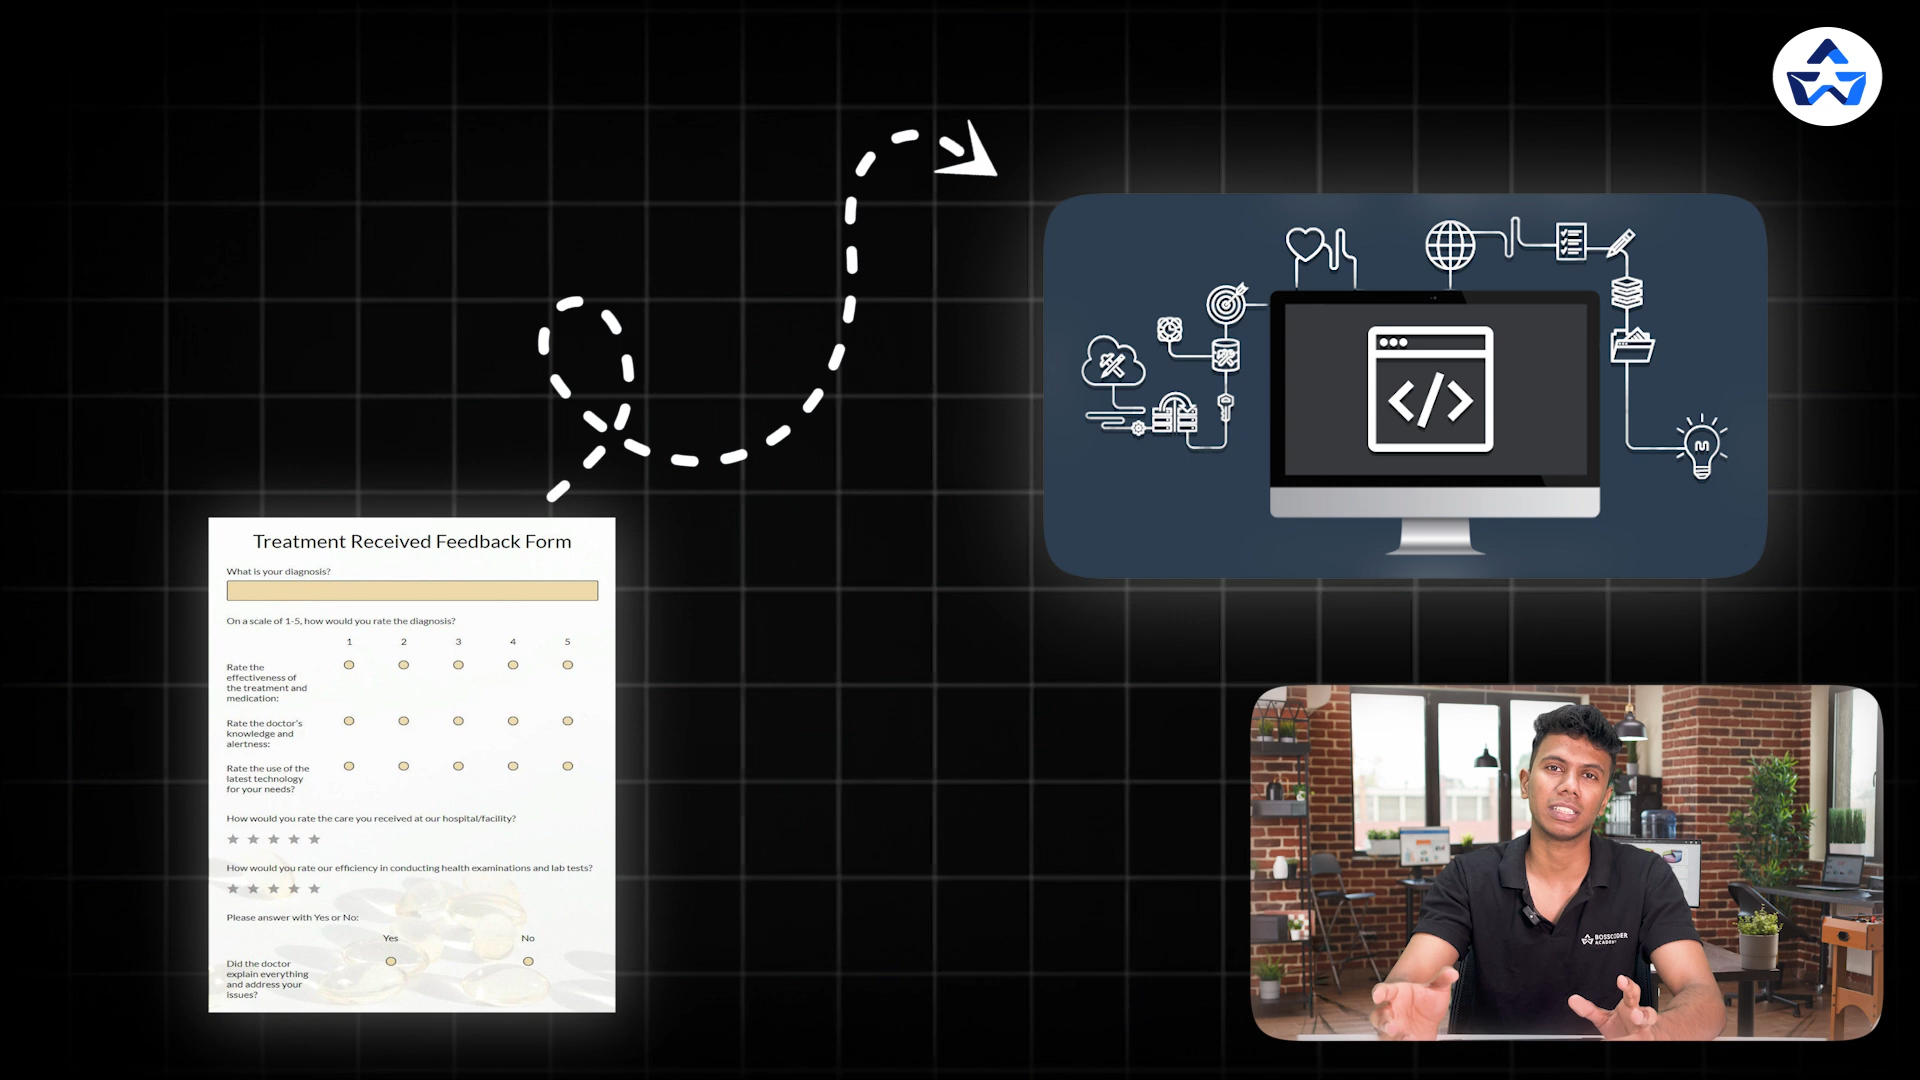 Treatment Received Feedback Form
What is your diagnosis?
On a scale of 1-5, how would you rate the diagnosis?
1 2 3 4 5
Rate the
effectiveness of
the treatment and
medication:
Rate the doctor's
knowledge and
alertness:
Rate the use of the
latest technology
for your needs?
How would you rate the care you received at our hospital/facility?
How would you rate our efficiency in conducting health examinations and lab tests?
Please answer with Yes or No:
Yes No
Did the doctor
explain everything
and address your
issues?
</>
BOSSCODER
ACADEMY